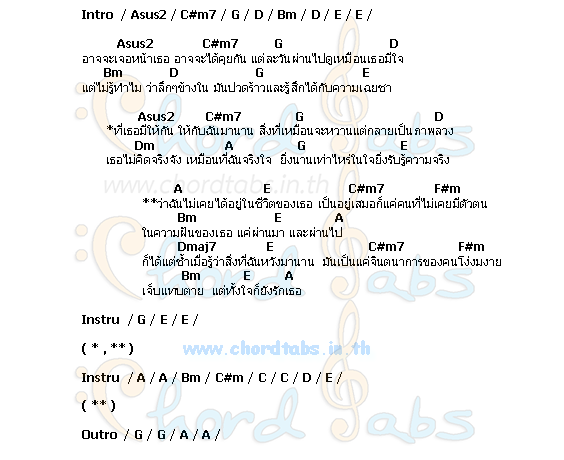 Intro / Asus2 / C#m7 / G / D / Bm / D / E / E /
Asus2 C#m7 G D
อาจจะเจอหน้าเธอ อาจจะได้คุยกัน แต่ละวันผ่านไปดูเหมือนเธอมีใจ
Bm D G E
แต่ไม่รู้ทำไม ว่าลึกๆข้างใน มันปวดร้าวและรู้สึกได้กับความเฉยชา
Asus2 C#m7 G D
*ที่เธอมีให้กัน ให้กับฉันมานาน สิ่งที่เหมือนจะหวานแต่กลายเป็นภาพลวง
Dm A G E
เธอไม่คิดจริงจัง เหมือนที่ฉันจริงใจ ยิ่งนานเท่าไหร่ในใจยิ่งรับรู้ความจริง
www.chordtabs.in.th
A E C#m7 F#m
**ว่าฉันไม่เคยได้อยู่ในชีวิตของเธอ เป็นอยู่เสมอก็แค่คนที่ไม่เคยมีตัวตน
Bm E A
ในความฝันของเธอ แค่ผ่านมา และผ่านไป
Dmaj7 E C#m7 F#m
ก็ได้แต่ช้ำเมื่อรู้ว่าสิ่งที่ฉันหวังมานาน มันเป็นแค่จินตนาการของคนโง่งมงาย
Bm E A
เจ็บแทบตาย แต่ทั้งใจก็ยังรักเธอ
Instru / G / E / E /
( * , ** ) www.chordtabs.in.th
Instru / A / A / Bm / C#m / C / C / D / E /
( ** )
Chord Tabs
Outro / G / G / A / A /